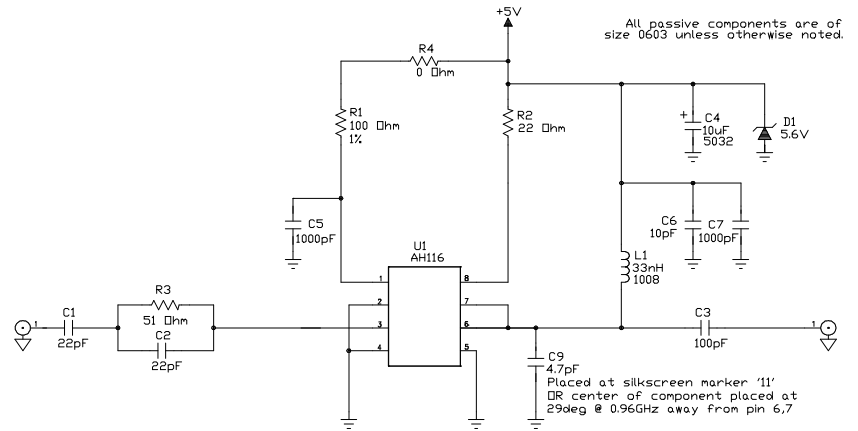 +5V
All passive components are of
size 0603 unless otherwise noted.
R4
0 Ohm
R1
100 Ohm
1%
R2
22 Ohm
+
C4
10uF
5032
D1
5.6V
C5
1000pF
C6
10pF
C7
1000pF
U1
AH116
L1
33nH
1008
1
8
2
7
3
6
4
5
R3
51 Ohm
C1
22pF
C2
22pF
1
C3
100pF
1
C9
4.7pF
Placed at silkscreen marker '11'
OR center of component placed at
29deg @ 0.96GHz away from pin 6,7